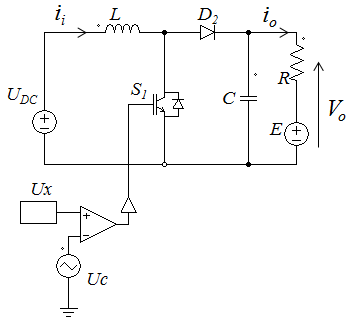 i_i L D_2 i_o
U_DC S_1 C R V_o
E
Ux
+
−
Uc